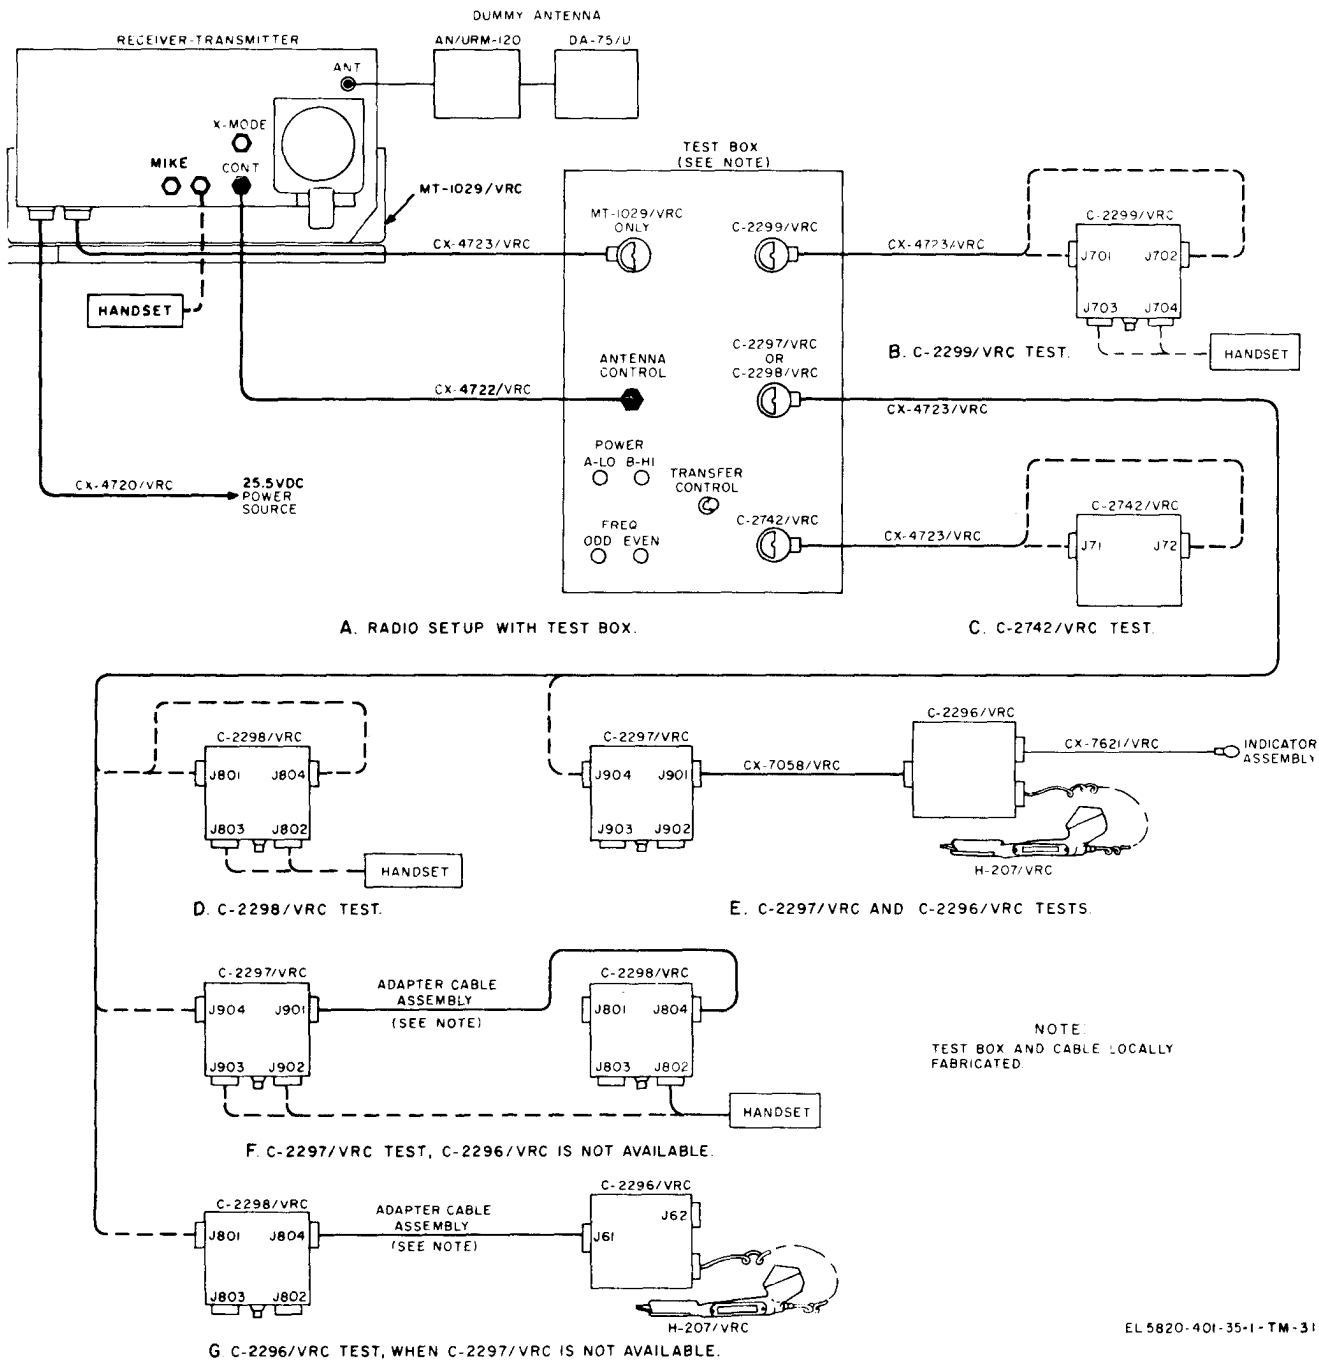 DUMMY ANTENNA
RECEIVER-TRANSMITTER
AN/URM-120
DA-75/U
ANT
X-MODE
MIKE
CONT
MT-1029/VRC
CX-4723/VRC
HANDSET
CX-4722/VRC
CX-4720/VRC
25.5VDC
POWER
SOURCE
TEST BOX
(SEE NOTE)
MT-1029/VRC
ONLY
C-2299/VRC
ANTENNA
CONTROL
C-2297/VRC
OR
C-2298/VRC
POWER
A-LO B-HI
TRANSFER
CONTROL
FREQ
ODD EVEN
C-2742/VRC
CX-4723/VRC
C-2299/VRC
J701 J702
J703 J704
HANDSET
B. C-2299/VRC TEST.
CX-4723/VRC
CX-4723/VRC
C-2742/VRC
J71 J72
A. RADIO SETUP WITH TEST BOX.
C. C-2742/VRC TEST.
C-2298/VRC
J801 J804
J803 J802
HANDSET
D. C-2298/VRC TEST.
C-2297/VRC
J904 J901
J903 J902
CX-7058/VRC
C-2296/VRC
CX-7621/VRC
INDICATOR
ASSEMBLY
H-207/VRC
E. C-2297/VRC AND C-2296/VRC TESTS.
C-2297/VRC
J904 J901
J903 J902
ADAPTER CABLE
ASSEMBLY
(SEE NOTE)
C-2298/VRC
J801 J804
J803 J802
HANDSET
F. C-2297/VRC TEST, C-2296/VRC IS NOT AVAILABLE.
NOTE:
TEST BOX AND CABLE LOCALLY
FABRICATED.
C-2298/VRC
J801 J804
J803 J802
ADAPTER CABLE
ASSEMBLY
(SEE NOTE)
C-2296/VRC
J62
J61
H-207/VRC
G C-2296/VRC TEST, WHEN C-2297/VRC IS NOT AVAILABLE.
EL 5820-401-35-1-TM-31